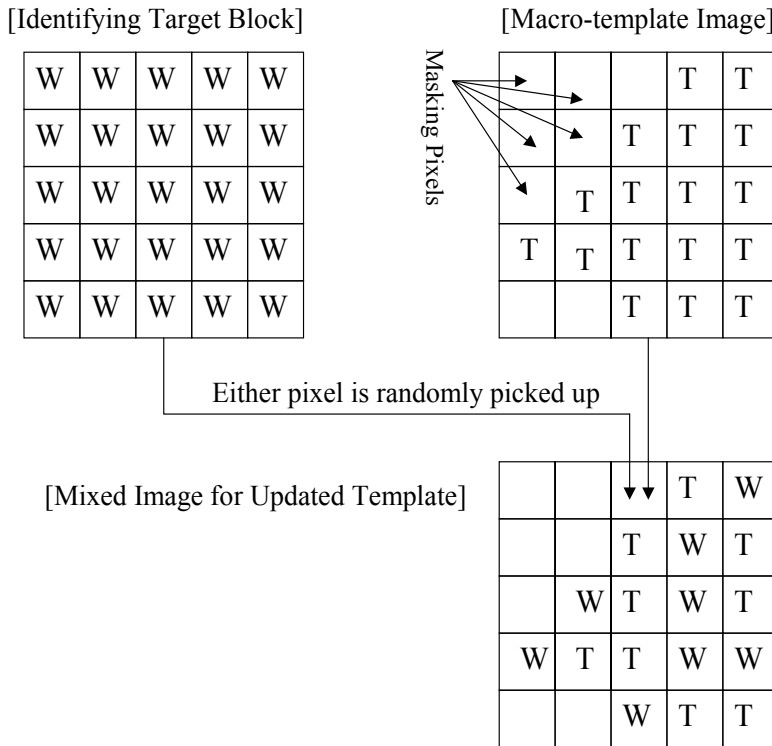 [Identifying Target Block]
W W W W W
W W W W W
W W W W W
W W W W W
W W W W W
[Macro-template Image]
Masking Pixels
T T
T T T
T T T T
T T T T T
T T T
Either pixel is randomly picked up
[Mixed Image for Updated Template]
T W
T W T
W T W T
W T T W W
W T T